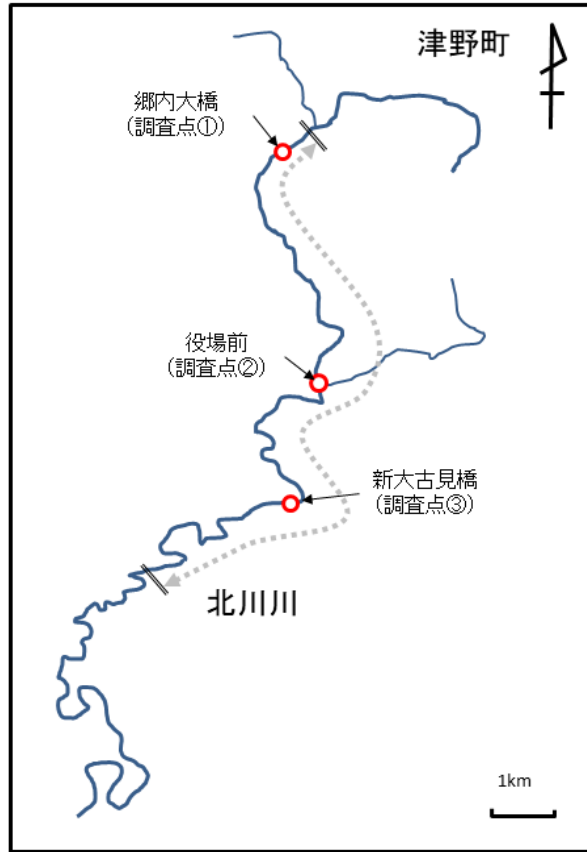 津野町
郷内大橋
(調査点①)
役場前
(調査点②)
新大古見橋
(調査点③)
北川川
1km